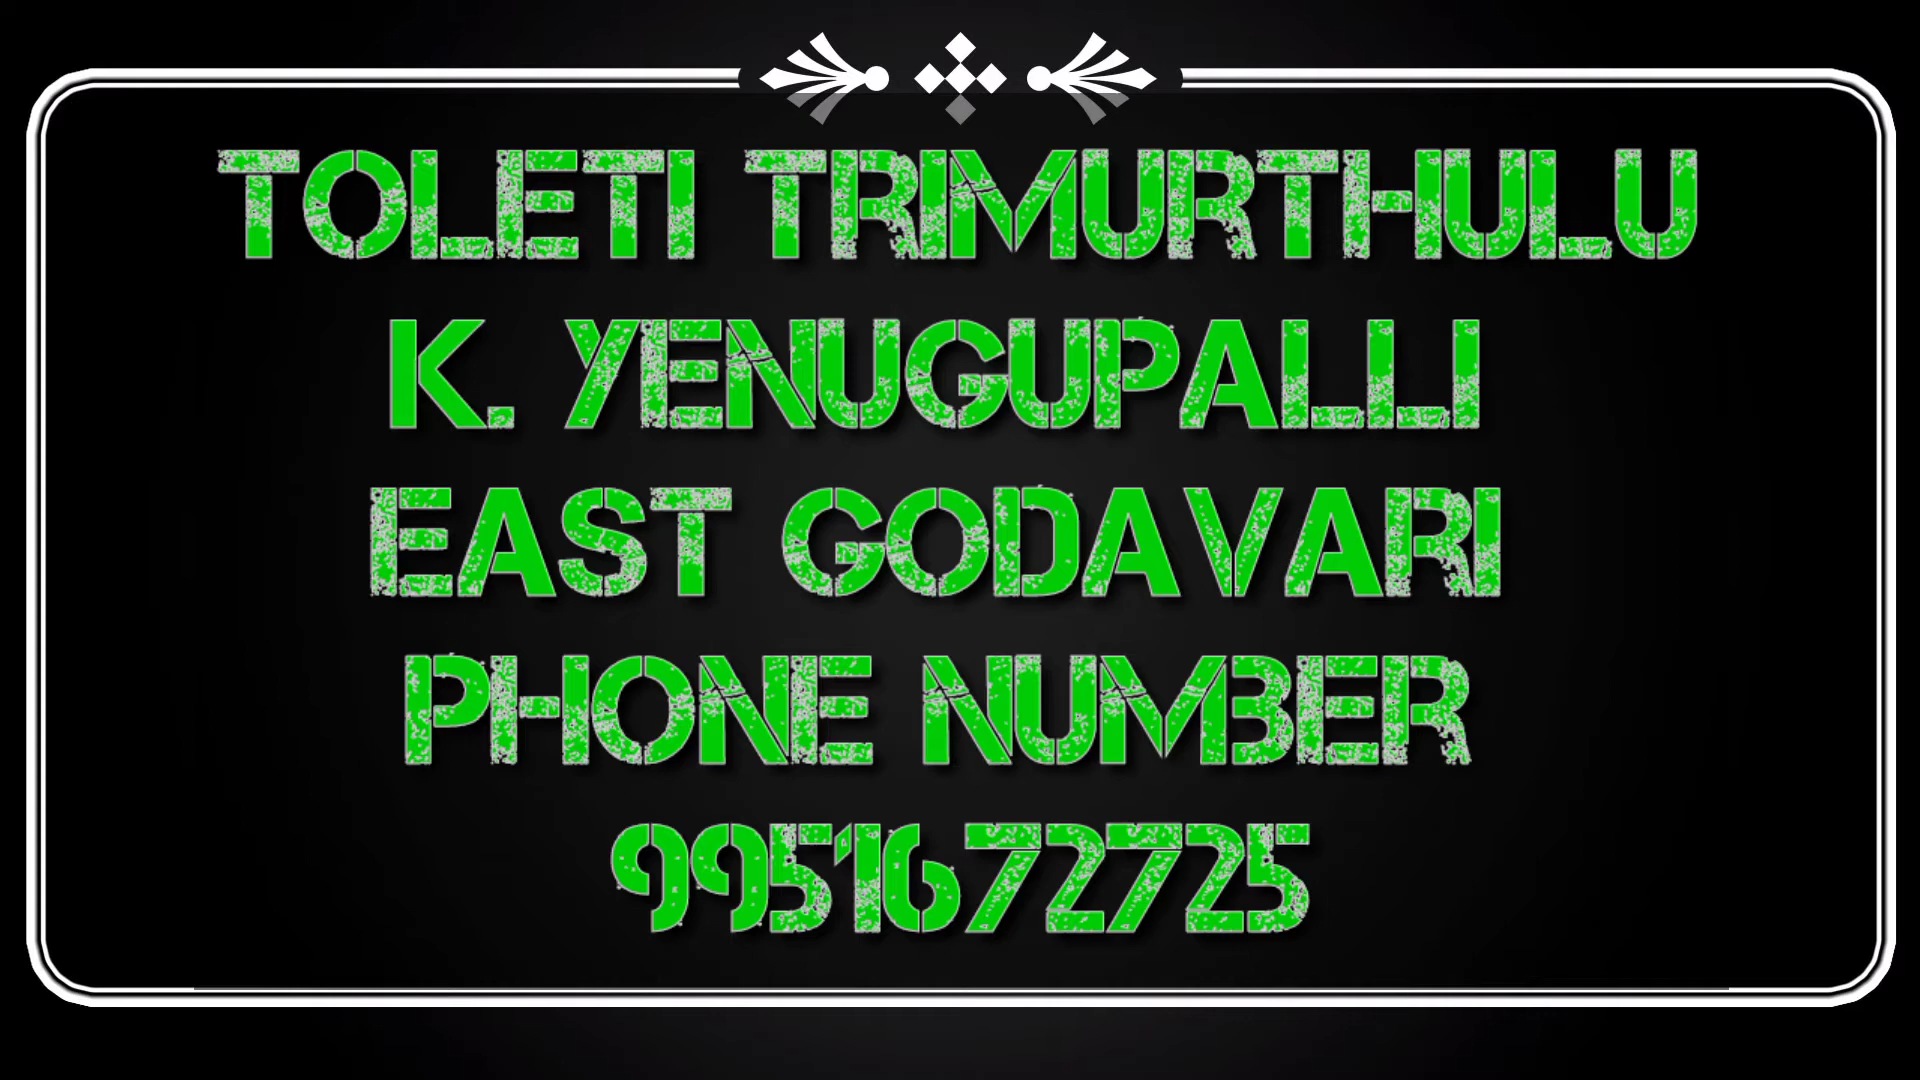 TOLETI TRIMURTHULU
K. YENUGUPALLI
EAST GODAVARI
PHONE NUMBER
9951672725